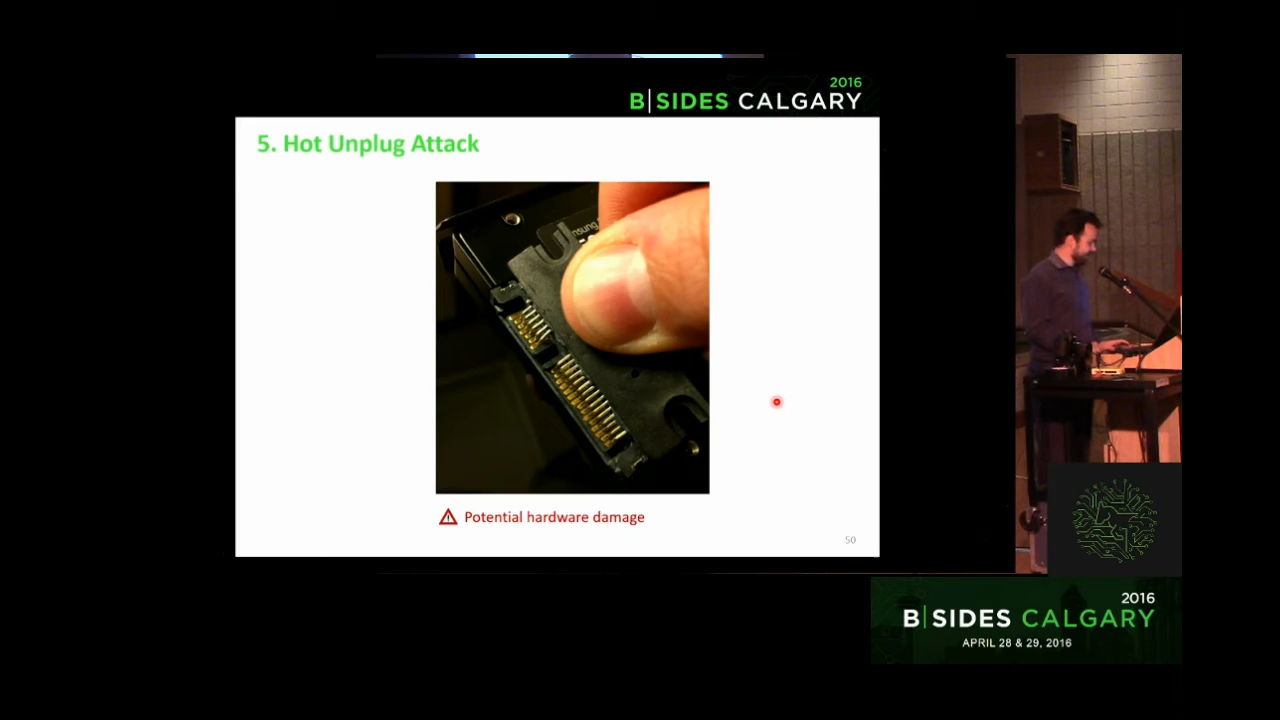 2016
B|SIDES CALGARY
5. Hot Unplug Attack
Potential hardware damage
50
2016
B|SIDES CALGARY
APRIL 28 & 29, 2016